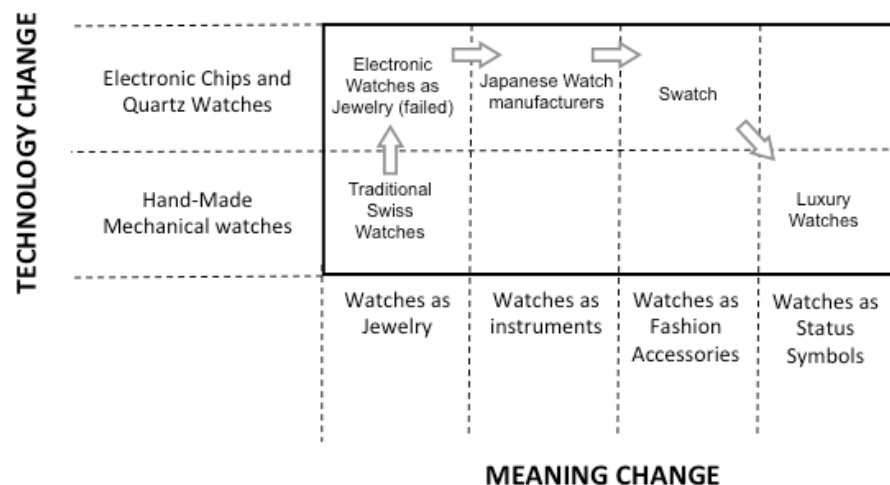 TECHNOLOGY CHANGE
Electronic Chips and
Quartz Watches
Electronic
Watches as
Jewelry (failed)
Japanese Watch
manufacturers
Swatch
Hand-Made
Mechanical watches
Traditional
Swiss
Watches
Luxury
Watches
Watches as
Jewelry
Watches as
instruments
Watches as
Fashion
Accessories
Watches as
Status
Symbols
MEANING CHANGE